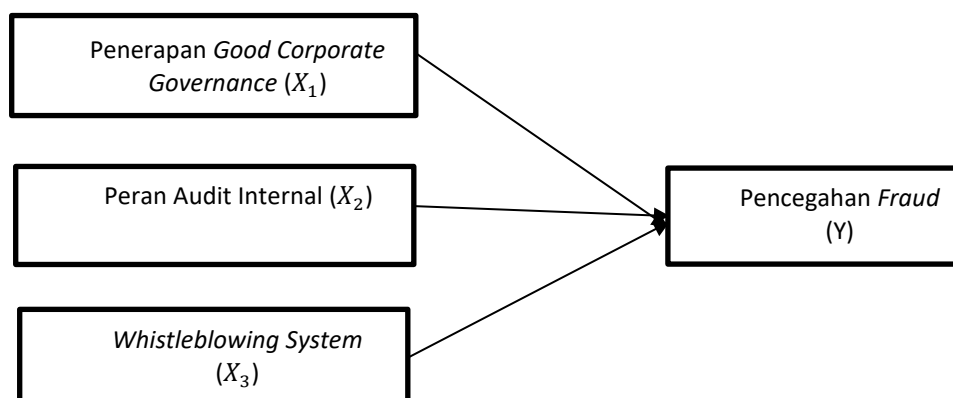 Penerapan Good Corporate
Governance (X₁)
Peran Audit Internal (X₂)
Pencegahan Fraud
(Y)
Whistleblowing System
(X₃)